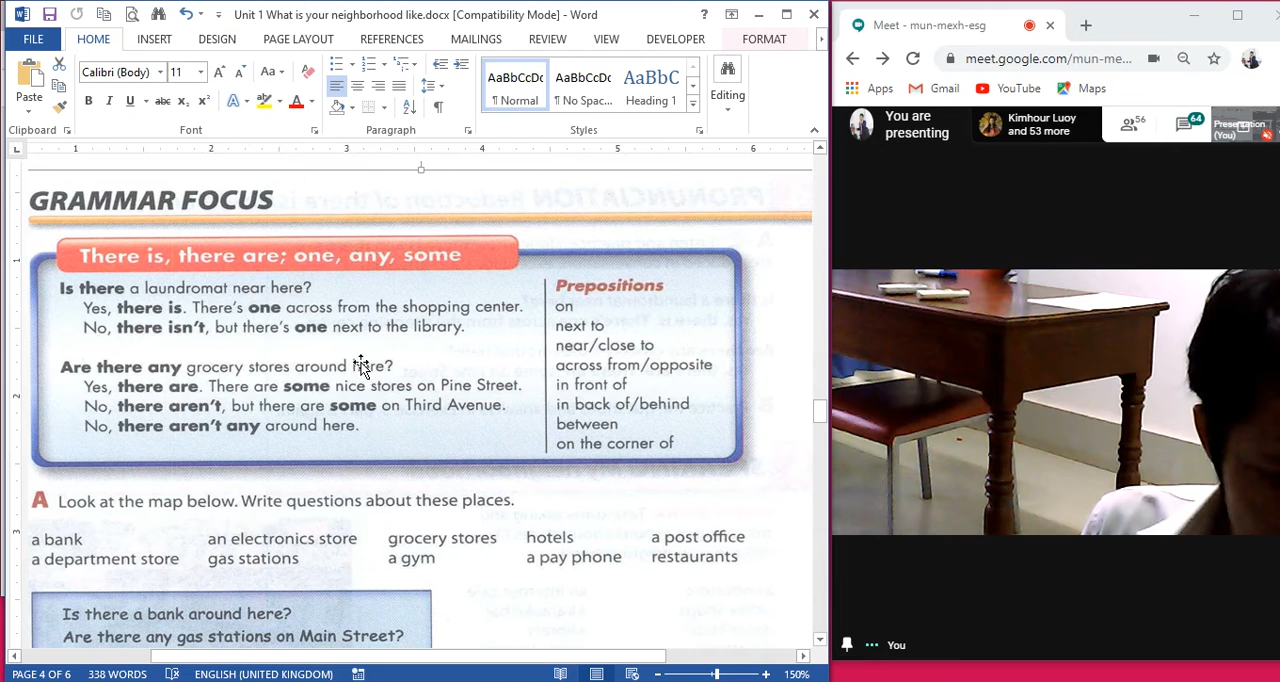 Unit 1 What is your neighborhood like.docx [Compatibility Mode] - Word
FILE HOME INSERT DESIGN PAGE LAYOUT REFERENCES MAILINGS REVIEW VIEW DEVELOPER FORMAT
Calibri (Body) 11
Paste
AaBbCcDc AaBbCcDc AaBbC
¶ Normal ¶ No Spac... Heading 1
Editing
Clipboard Font Paragraph Styles
1 2 3 4 5 6
GRAMMAR FOCUS
There is, there are; one, any, some
Is there a laundromat near here?
Yes, there is. There's one across from the shopping center.
No, there isn't, but there's one next to the library.
Are there any grocery stores around here?
Yes, there are. There are some nice stores on Pine Street.
No, there aren't, but there are some on Third Avenue.
No, there aren't any around here.
Prepositions
on
next to
near/close to
across from/opposite
in front of
in back of/behind
between
on the corner of
A Look at the map below. Write questions about these places.
a bank an electronics store grocery stores hotels a post office
a department store gas stations a gym a pay phone restaurants
Is there a bank around here?
Are there any gas stations on Main Street?
PAGE 4 OF 6 338 WORDS ENGLISH (UNITED KINGDOM) 150%
Meet - mun-mexh-esg
meet.google.com/mun-me...
Apps Gmail YouTube Maps
You are
presenting
Kimhour Luoy
and 53 more
56
64
Presentation
(You)
You